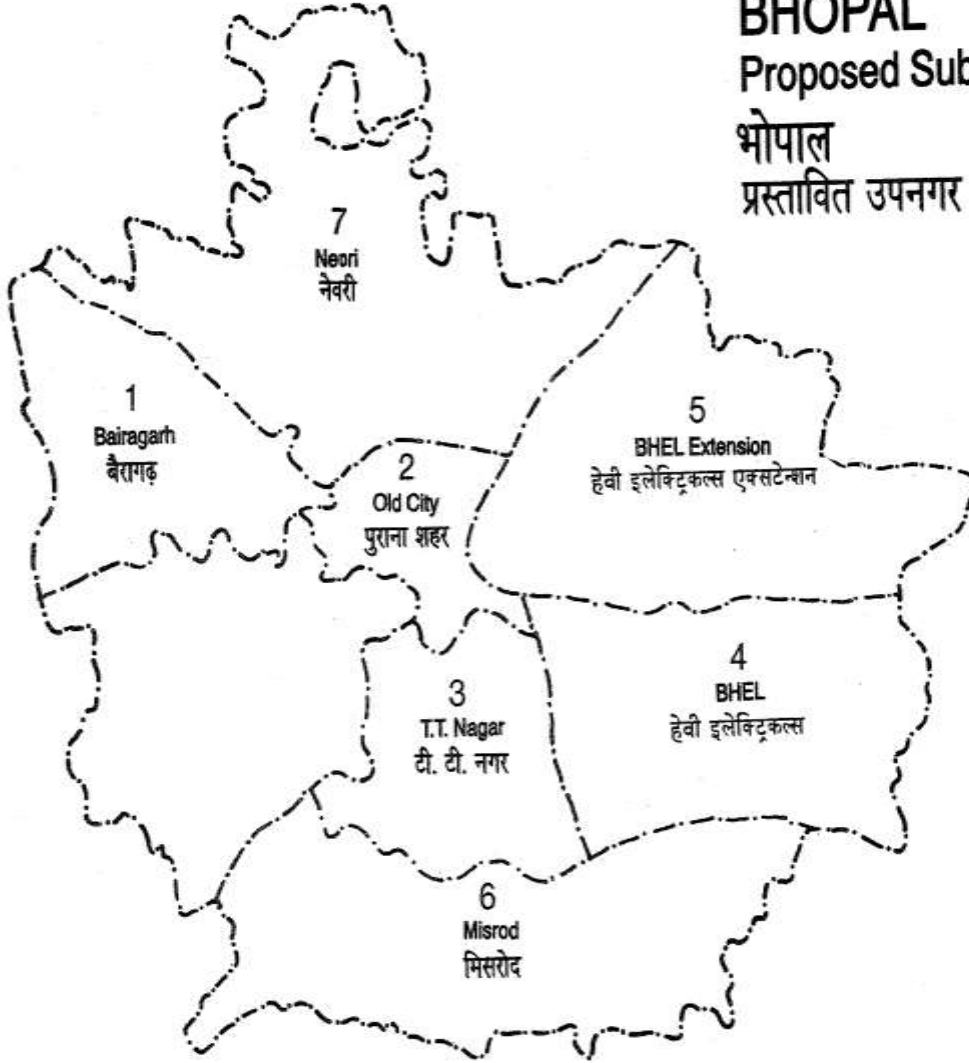 BHOPAL
Proposed Sub
भोपाल
प्रस्तावित उपनगर
7
Neori
नेवरी
1
Bairagarh
बैरागढ़
2
Old City
पुराना शहर
5
BHEL Extension
हेवी इलेक्ट्रिकल्स एक्सटेन्शन
3
T.T. Nagar
टी. टी. नगर
4
BHEL
हेवी इलेक्ट्रिकल्स
6
Misrod
मिसरोद